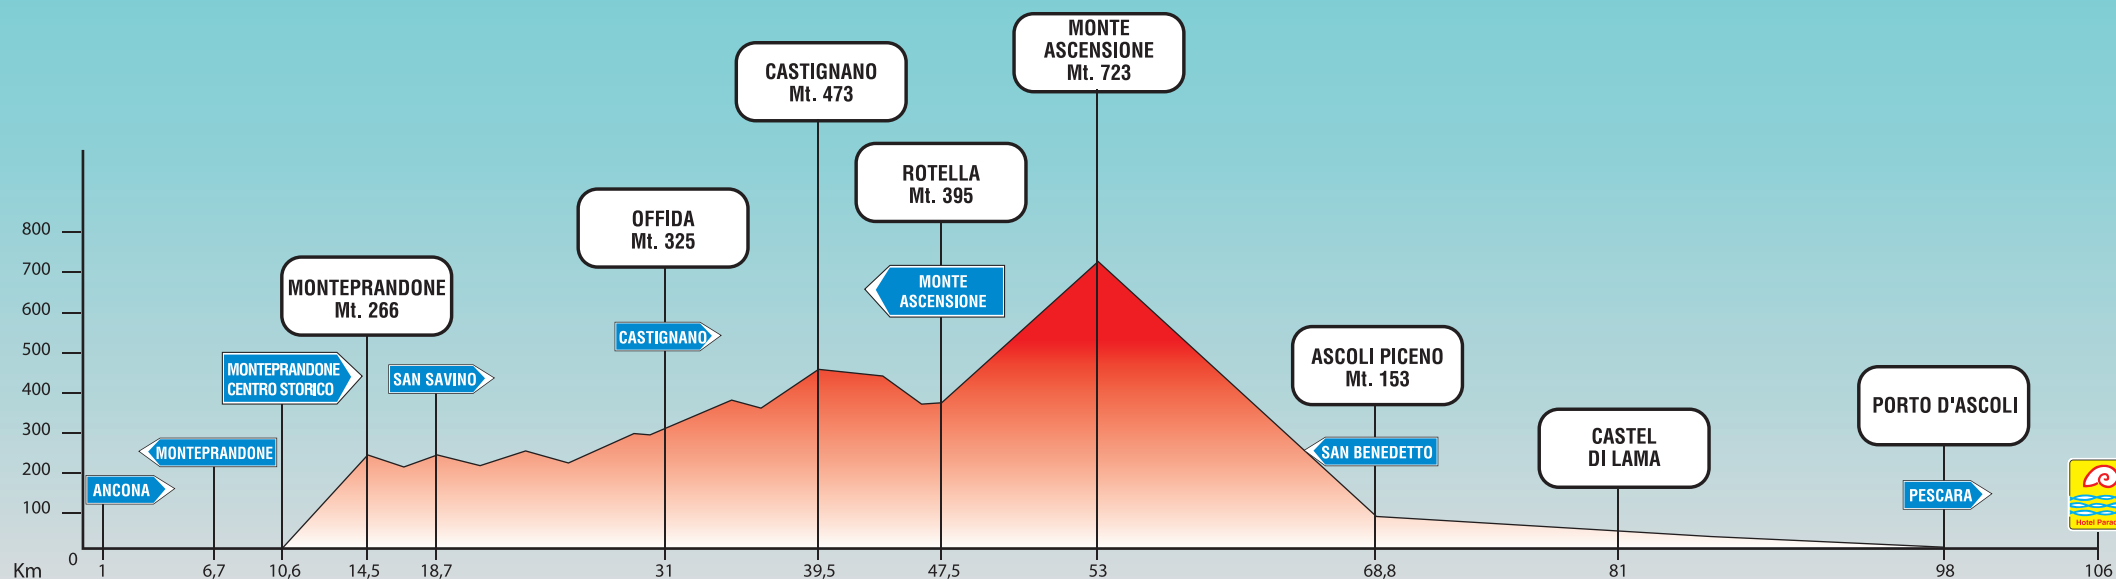 MONTE
ASCENSIONE
Mt. 723
CASTIGNANO
Mt. 473
ROTELLA
Mt. 395
OFFIDA
Mt. 325
MONTEPRANDONE
Mt. 266
MONTE
ASCENSIONE
CASTIGNANO
ASCOLI PICENO
Mt. 153
MONTEPRANDONE
CENTRO STORICO
SAN SAVINO
PORTO D'ASCOLI
CASTEL
DI LAMA
MONTEPRANDONE
SAN BENEDETTO
ANCONA
PESCARA
Hotel Parad
800
700
600
500
400
300
200
100
0
Km 1 6,7 10,6 14,5 18,7 31 39,5 47,5 53 68,8 81 98 106